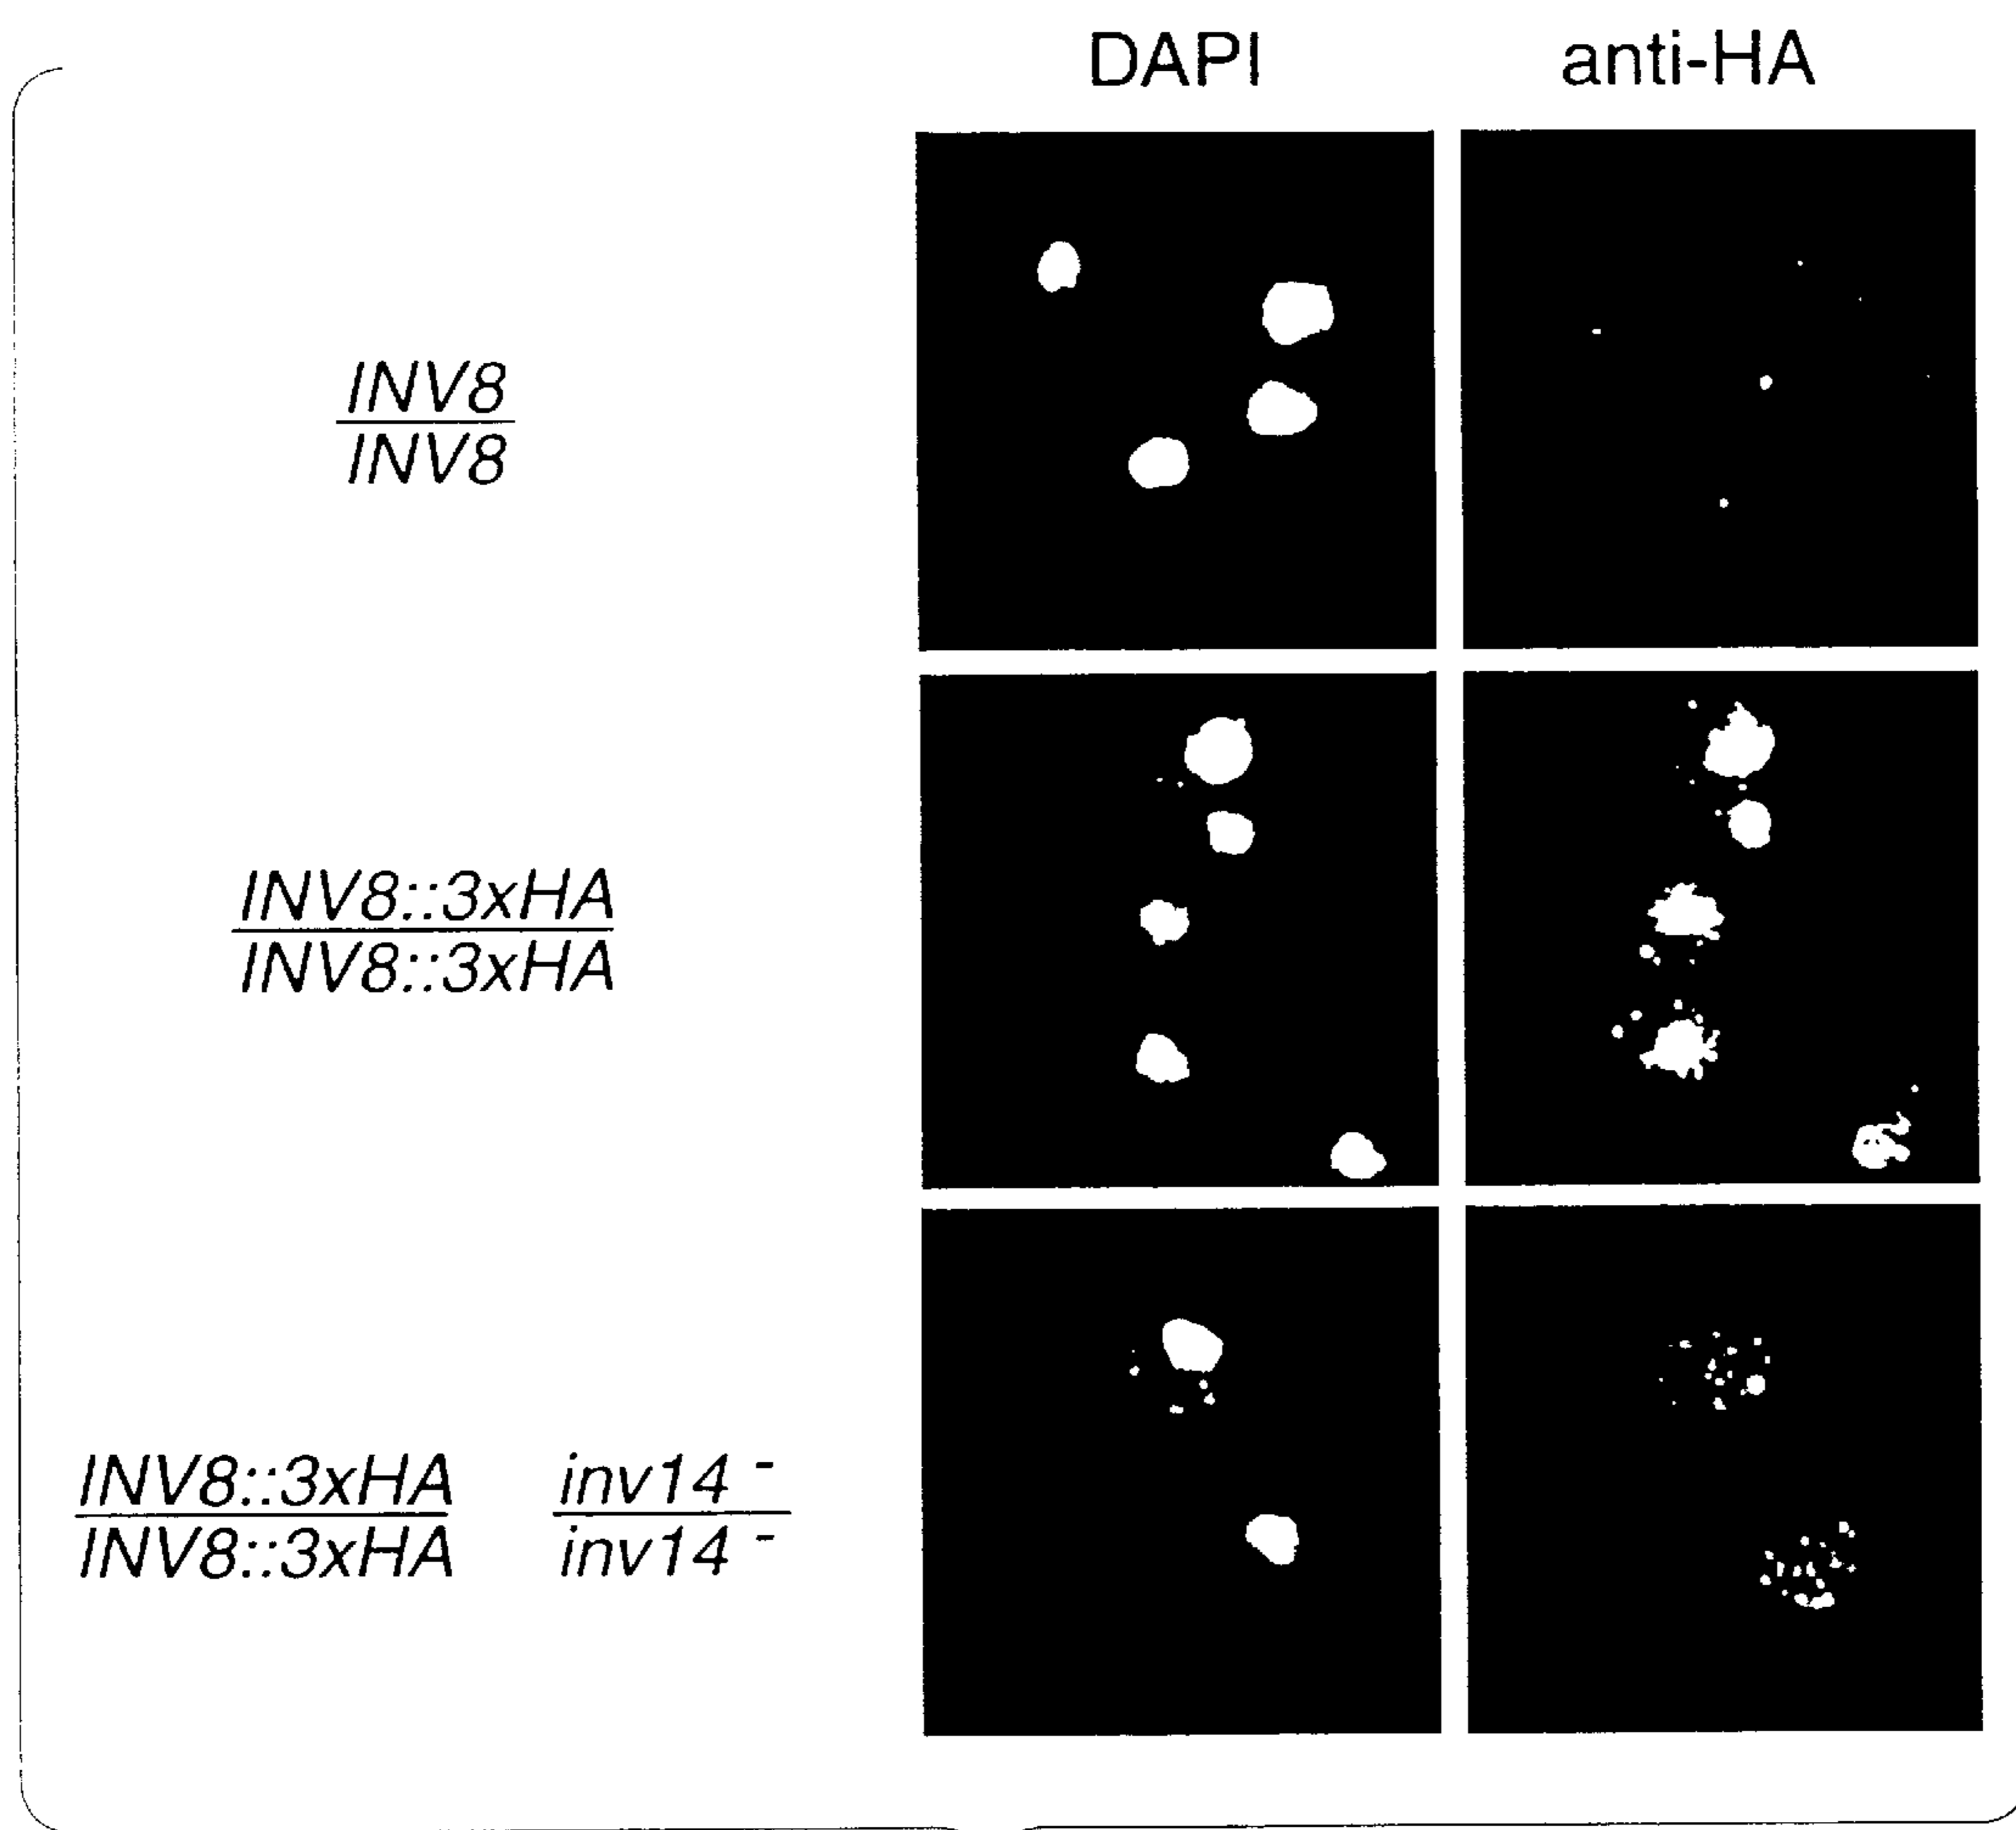 DAPI anti-HA
INV8
INV8
INV8::3xHA
INV8::3xHA
INV8::3xHA inv14 -
INV8::3xHA inv14 -